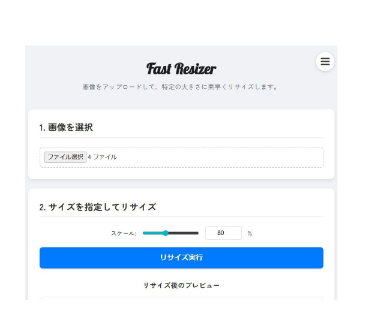 Fast Resizer
画像をアップロードして、特定の大きさに素早くリサイズします。
1. 画像を選択
ファイル選択 4 ファイル
2. サイズを指定してリサイズ
スケール: 80 %
リサイズ実行
リサイズ後のプレビュー